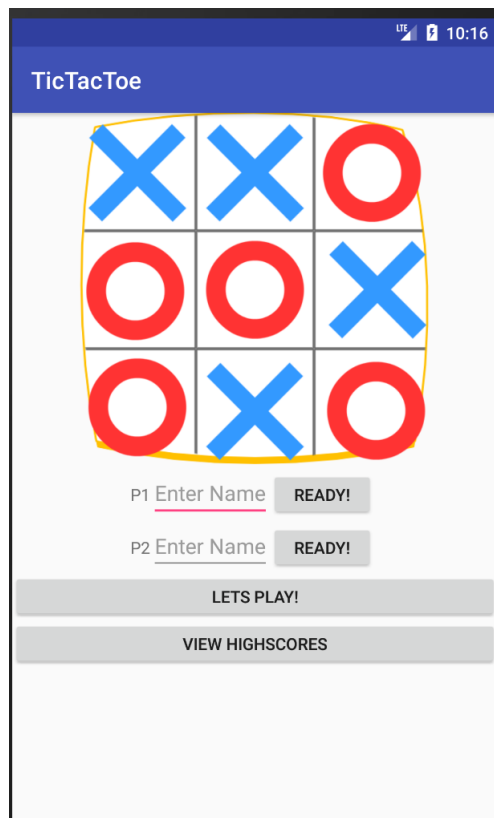 LTE 10:16
TicTacToe
P1 Enter Name READY!
P2 Enter Name READY!
LETS PLAY!
VIEW HIGHSCORES